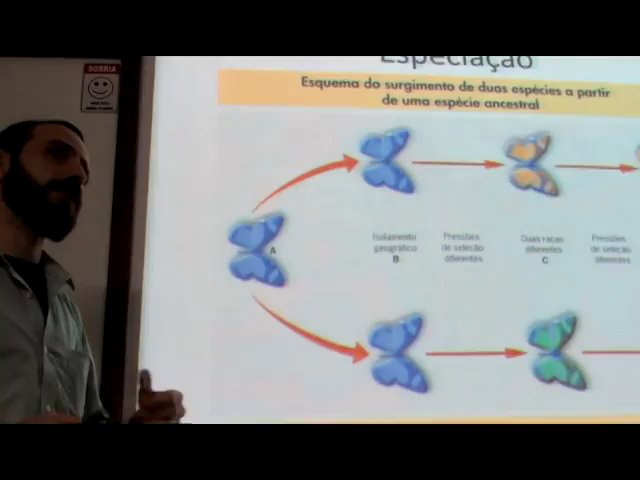 Especiação
SORRIA
Esquema do surgimento de duas espécies a partir
de uma espécie ancestral
A
Isolamento
geográfico
B
Pressões
de seleção
diferentes
Duas raças
diferentes
C
Pressões
de seleção
diferentes